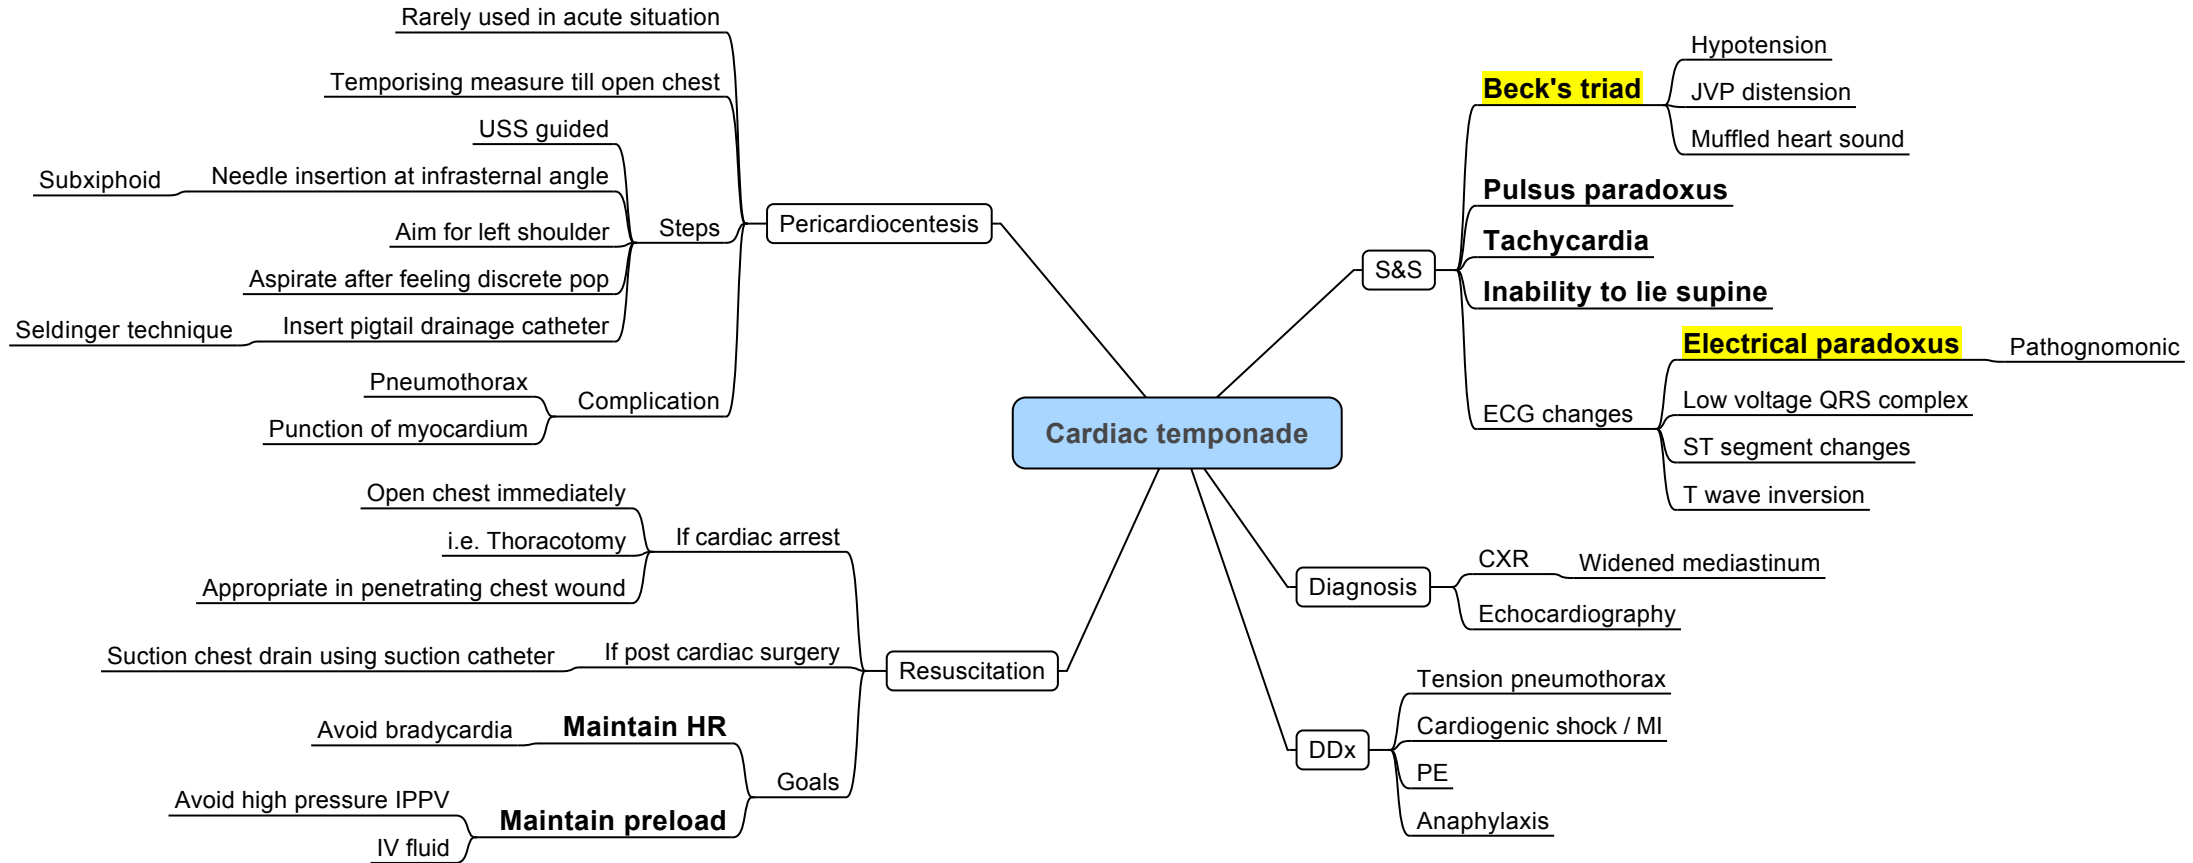 Cardiac temponade
Pericardiocentesis
Rarely used in acute situation
Temporising measure till open chest
Steps
USS guided
Needle insertion at infrasternal angle
Subxiphoid
Aim for left shoulder
Aspirate after feeling discrete pop
Insert pigtail drainage catheter
Seldinger technique
Complication
Pneumothorax
Punction of myocardium
Resuscitation
If cardiac arrest
Open chest immediately
i.e. Thoracotomy
Appropriate in penetrating chest wound
If post cardiac surgery
Suction chest drain using suction catheter
Goals
Maintain HR
Avoid bradycardia
Maintain preload
Avoid high pressure IPPV
IV fluid
S&S
Beck's triad
Hypotension
JVP distension
Muffled heart sound
Pulsus paradoxus
Tachycardia
Inability to lie supine
ECG changes
Electrical paradoxus
Pathognomonic
Low voltage QRS complex
ST segment changes
T wave inversion
Diagnosis
CXR
Widened mediastinum
Echocardiography
DDx
Tension pneumothorax
Cardiogenic shock / MI
PE
Anaphylaxis